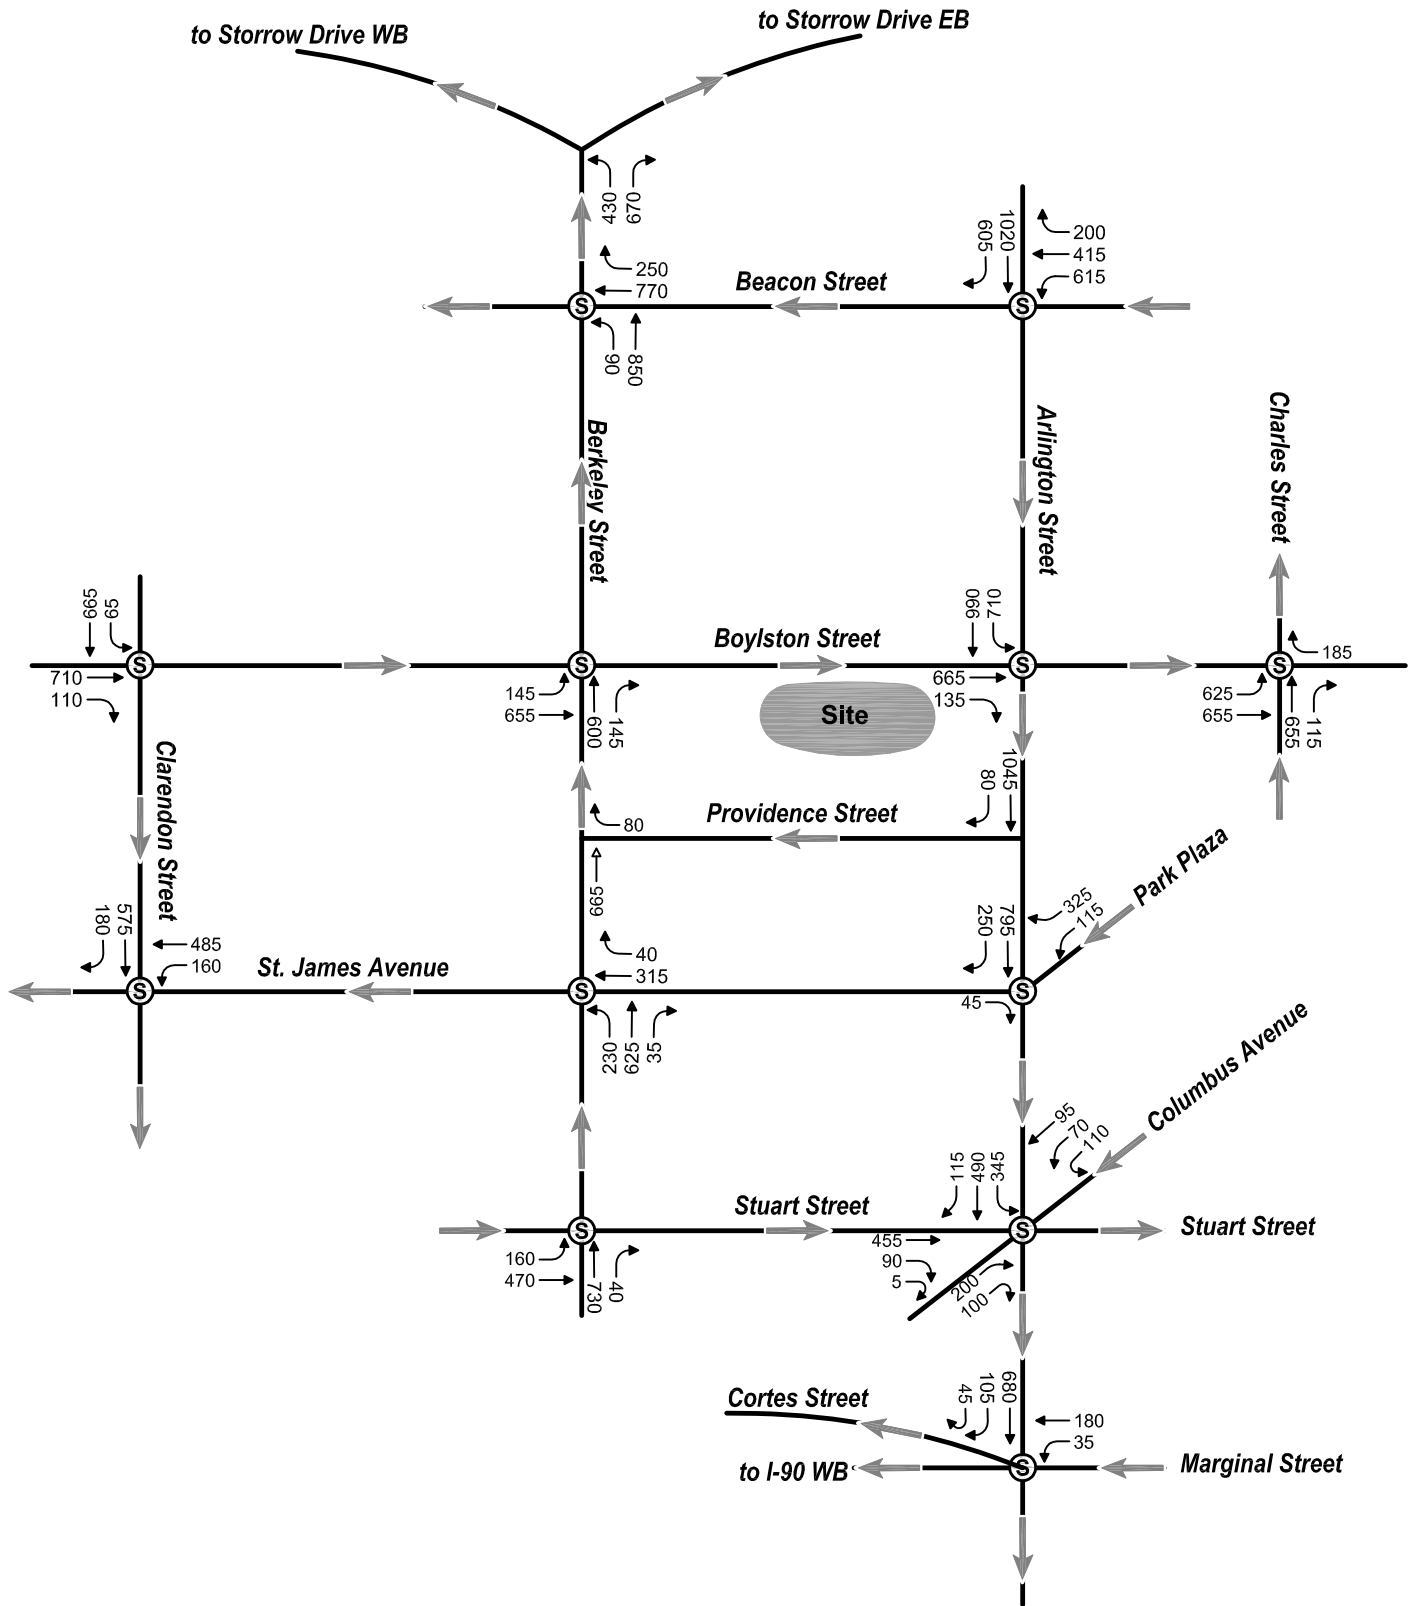 to Storrow Drive WB
to Storrow Drive EB
430
670
250
770
Beacon Street
605
1020
200
415
615
S
S
90
850
Berkeley Street
Arlington Street
Charles Street
665
65
S
710
110
Boylston Street
S
145
655
600
145
990
710
S
665
135
Site
S
185
625
655
655
115
Clarendon Street
80
Providence Street
80
1045
Park Plaza
695
180
575
485
160
S
St. James Avenue
40
315
S
230
625
35
250
795
325
115
S
45
Columbus Avenue
95
70
110
115
490
345
Stuart Street
S
160
470
730
40
S
455
90
5
200
100
Stuart Street
Cortes Street
45
105
680
180
35
to I-90 WB
S
Marginal Street